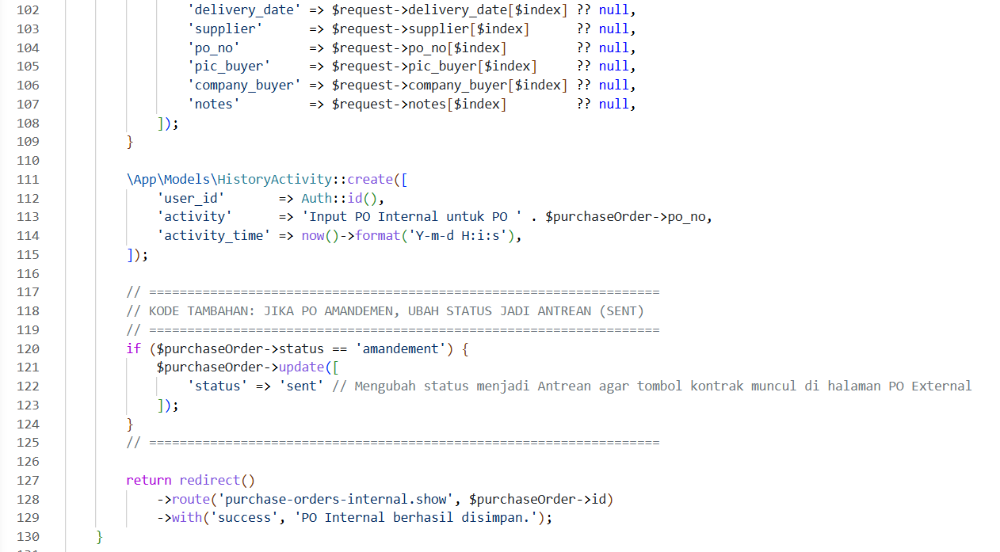 102 'delivery_date' => $request->delivery_date[$index] ?? null,
103 'supplier'      => $request->supplier[$index]      ?? null,
104 'po_no'         => $request->po_no[$index]         ?? null,
105 'pic_buyer'     => $request->pic_buyer[$index]     ?? null,
106 'company_buyer' => $request->company_buyer[$index] ?? null,
107 'notes'         => $request->notes[$index]         ?? null,
108 ]);
109 }
110
111 \App\Models\HistoryActivity::create([
112 'user_id'       => Auth::id(),
113 'activity'      => 'Input PO Internal untuk PO ' . $purchaseOrder->po_no,
114 'activity_time' => now()->format('Y-m-d H:i:s'),
115 ]);
116
117 // ===================================================================
118 // KODE TAMBAHAN: JIKA PO AMANDEMEN, UBAH STATUS JADI ANTREAN (SENT)
119 // ===================================================================
120 if ($purchaseOrder->status == 'amandement') {
121 $purchaseOrder->update([
122 'status' => 'sent' // Mengubah status menjadi Antrean agar tombol kontrak muncul di halaman PO External
123 ]);
124 }
125 // ===================================================================
126
127 return redirect()
128 ->route('purchase-orders-internal.show', $purchaseOrder->id)
129 ->with('success', 'PO Internal berhasil disimpan.');
130 }